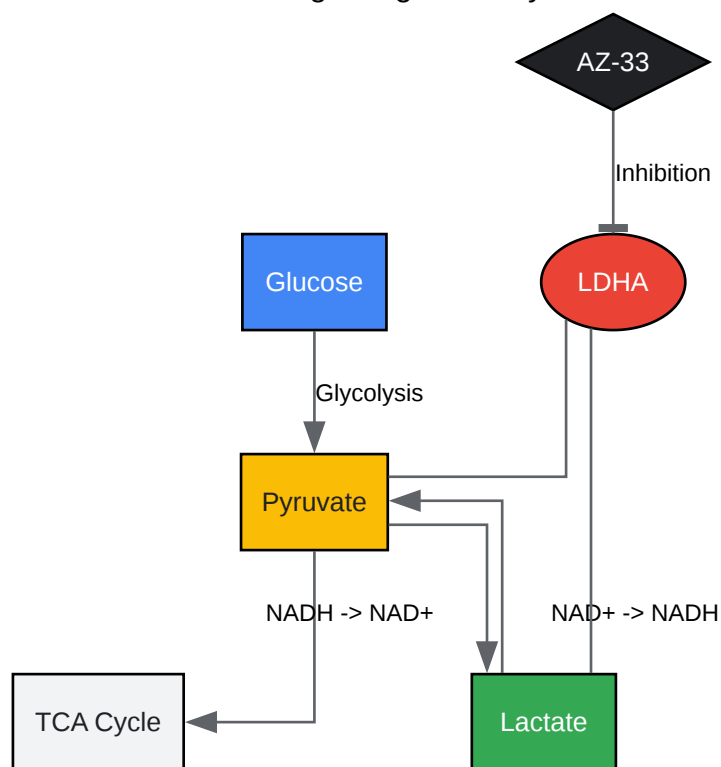 AZ-33
Inhibition
Glucose
LDHA
Glycolysis
Pyruvate
NADH -> NAD+
NAD+ -> NADH
TCA Cycle
Lactate